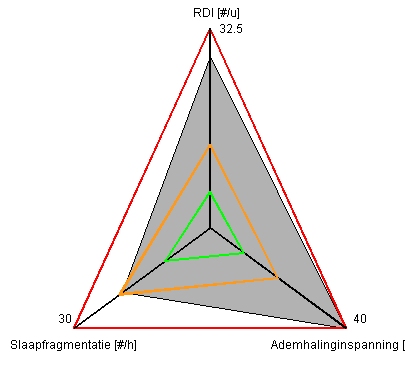 RDI [#/u]
32.5
30
40
Slaapfragmentatie [#/h]
Ademhalinginspanning [